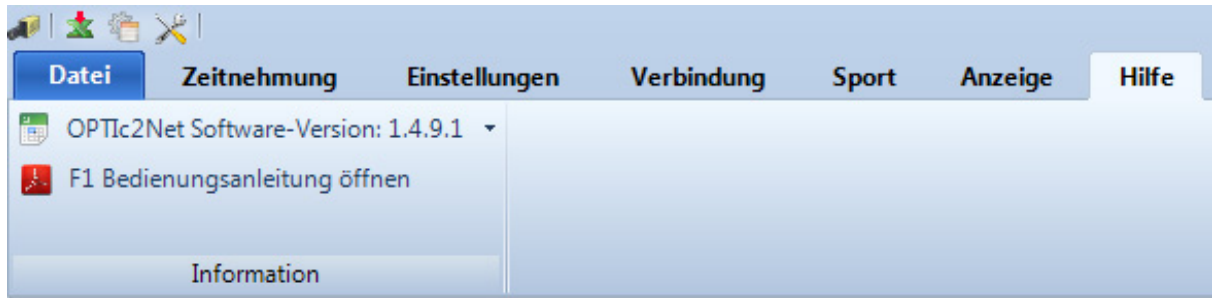 Datei Zeitnehmung Einstellungen Verbindung Sport Anzeige Hilfe
OPTIc2Net Software-Version: 1.4.9.1
F1 Bedienungsanleitung öffnen
Information